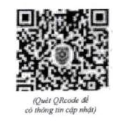 (Quét QRcode để
có thông tin cập nhật)